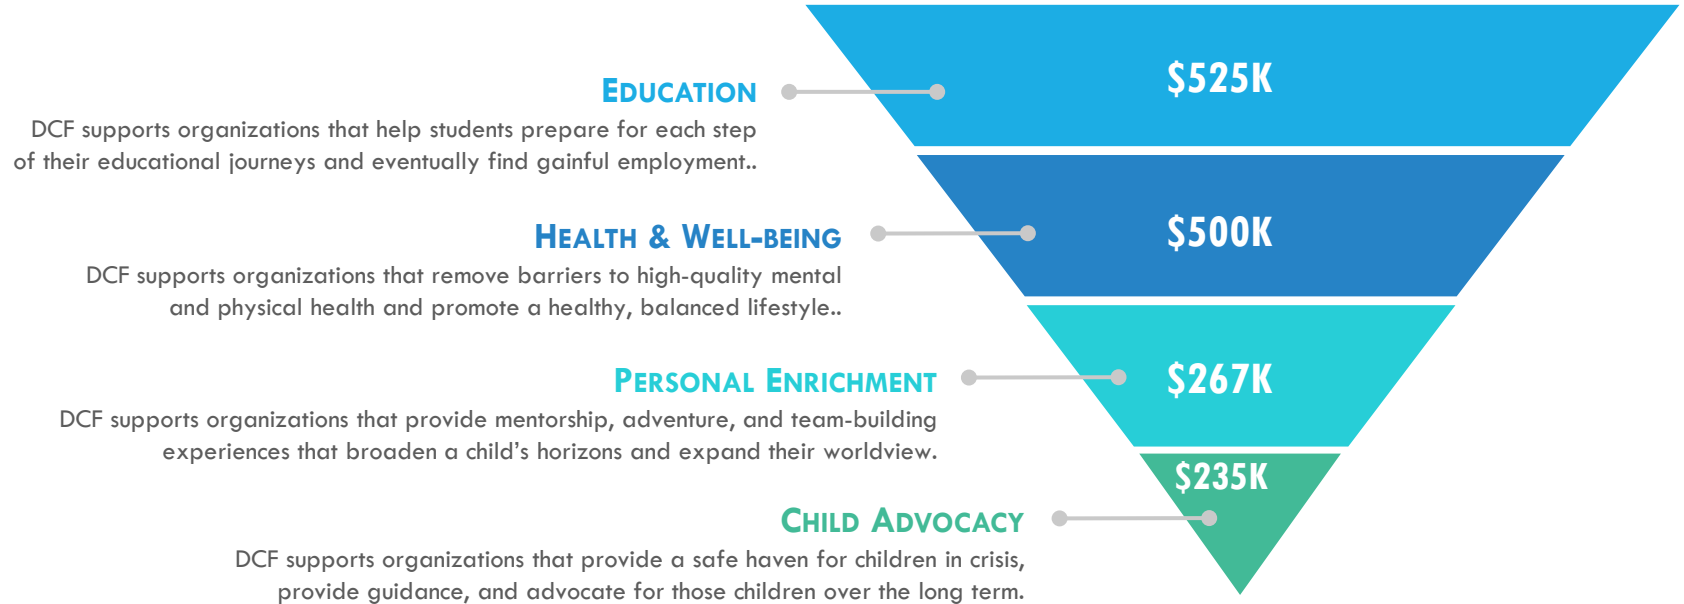 $525K
EDUCATION
DCF supports organizations that help students prepare for each step
of their educational journeys and eventually find gainful employment..
$500K
HEALTH & WELL-BEING
DCF supports organizations that remove barriers to high-quality mental
and physical health and promote a healthy, balanced lifestyle..
$267K
PERSONAL ENRICHMENT
DCF supports organizations that provide mentorship, adventure, and team-building
experiences that broaden a child's horizons and expand their worldview.
$235K
CHILD ADVOCACY
DCF supports organizations that provide a safe haven for children in crisis,
provide guidance, and advocate for those children over the long term.